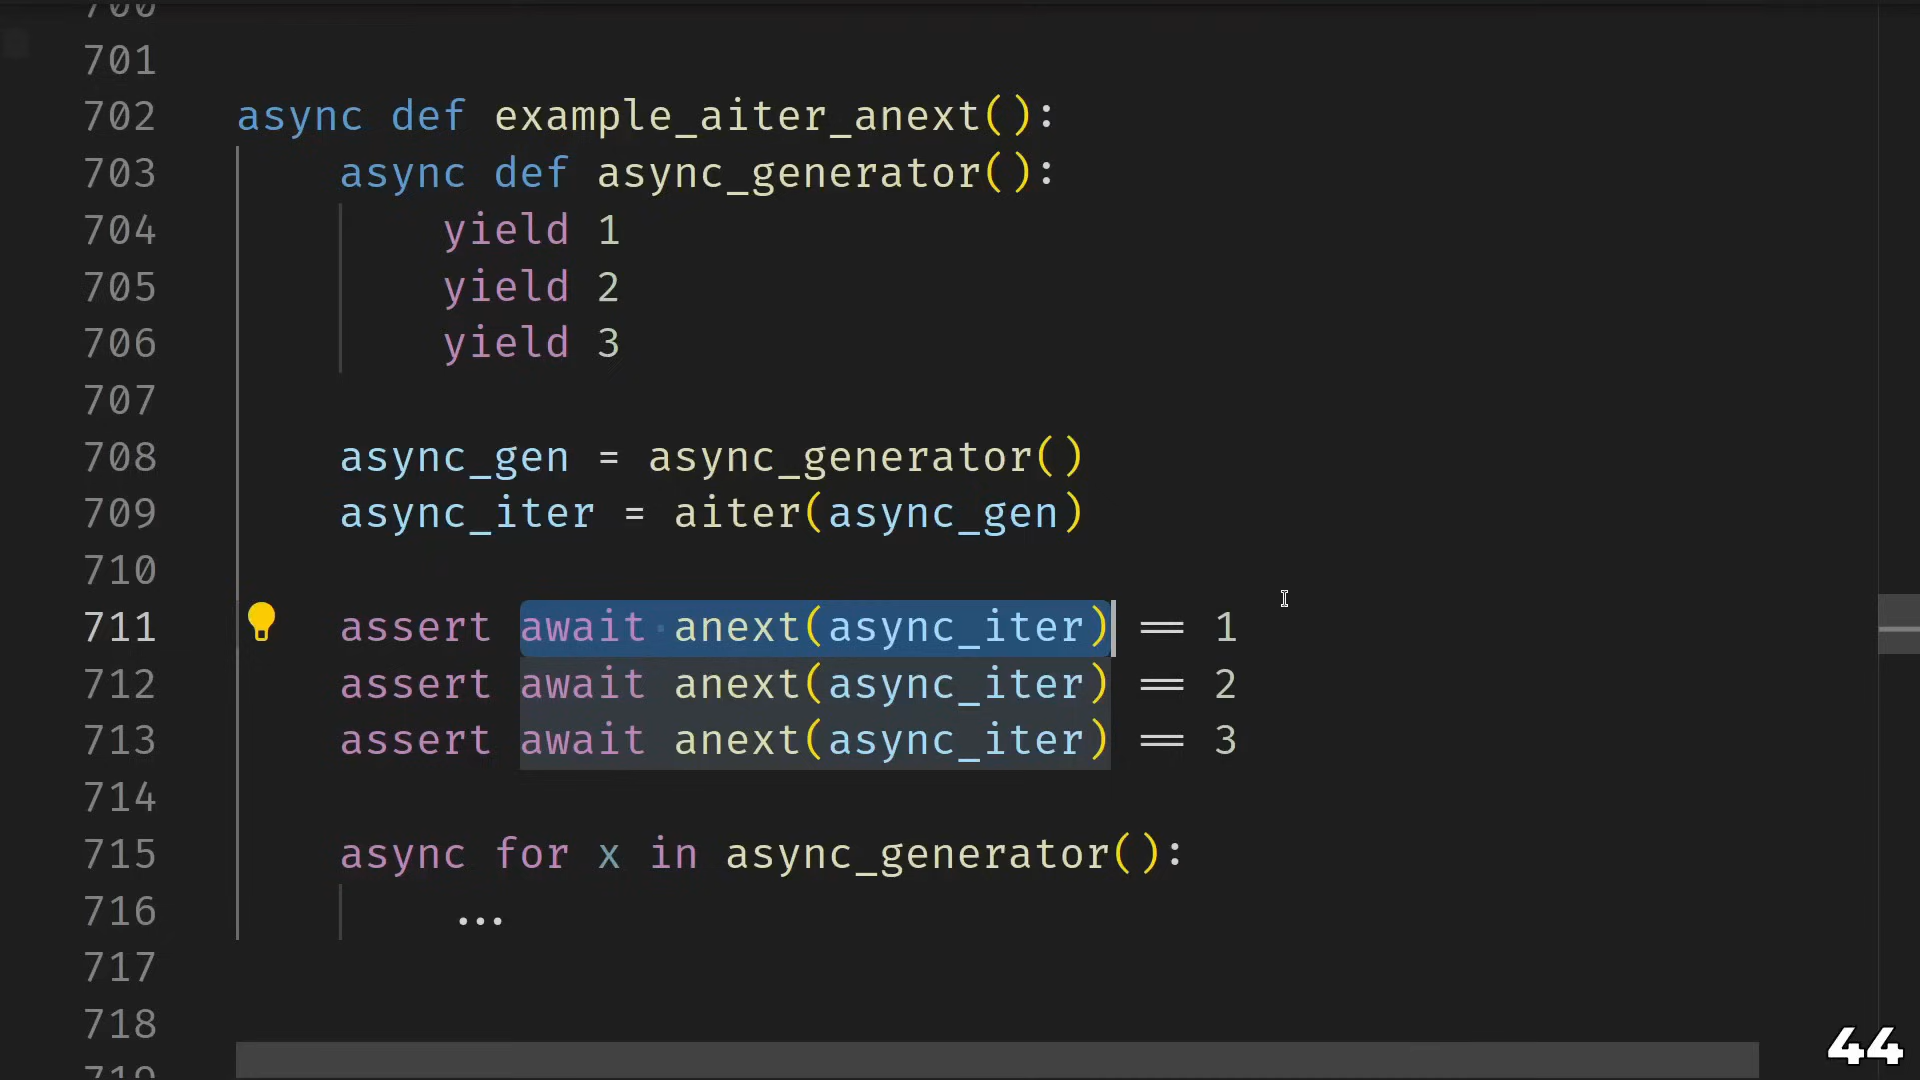 700
701
702 async def example_aiter_anext():
703     async def async_generator():
704         yield 1
705         yield 2
706         yield 3
707
708     async_gen = async_generator()
709     async_iter = aiter(async_gen)
710
711     assert await anext(async_iter) == 1
712     assert await anext(async_iter) == 2
713     assert await anext(async_iter) == 3
714
715     async for x in async_generator():
716         ...
717
718
719
44